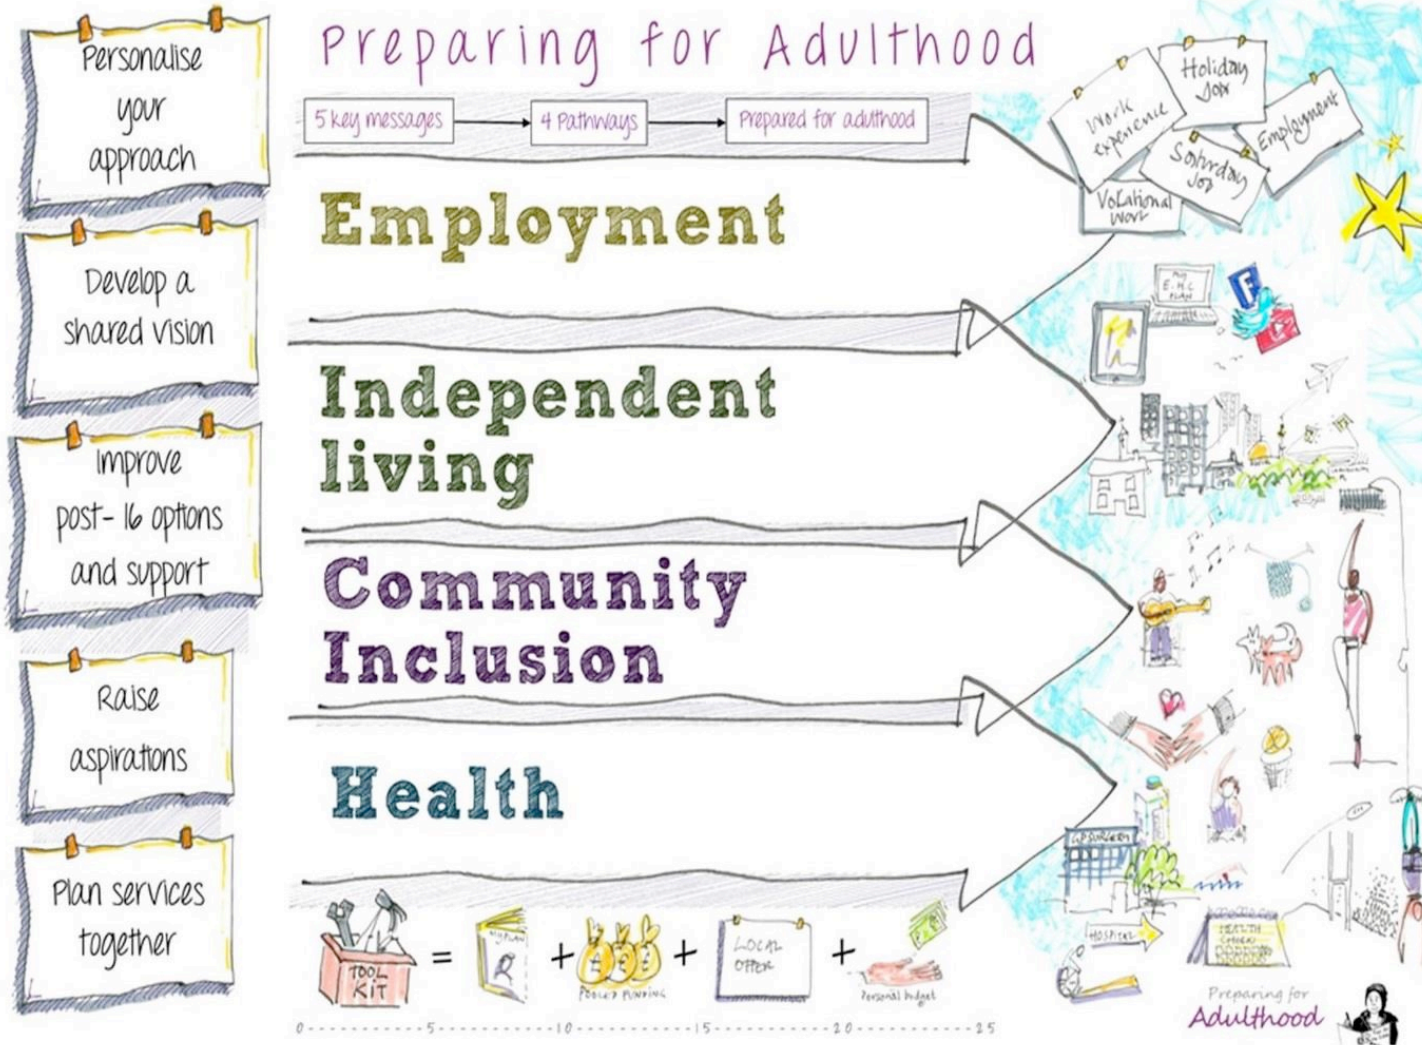 Preparing for Adulthood
5 key messages
4 Pathways
Prepared for adulthood
Personalise
your
approach
Develop a
shared vision
Improve
post-16 options
and support
Raise
aspirations
Plan services
together
Employment
Independent
living
Community
Inclusion
Health
Work
experience
Holiday
Job
Employment
Saturday
Job
Vocational
Work
My
E.H.C
PLAN
F
GP SURGERY
HOSPITAL
HEALTH
CHECK
TOOL
KIT
=
MY PLAN
+
£ £ £
POOLED FUNDING
+
LOCAL
OFFER
+
Personal budget
0 5 10 15 20 25
Preparing for
Adulthood